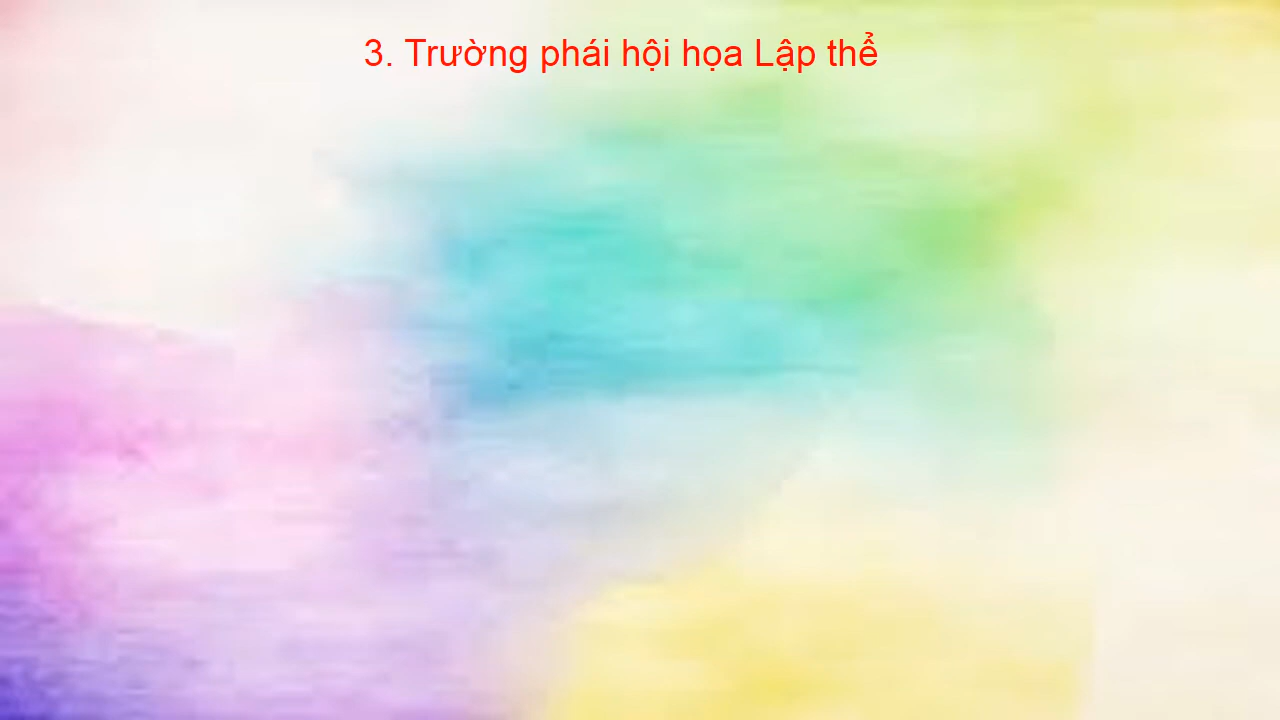 3. Trường phái hội họa Lập thể